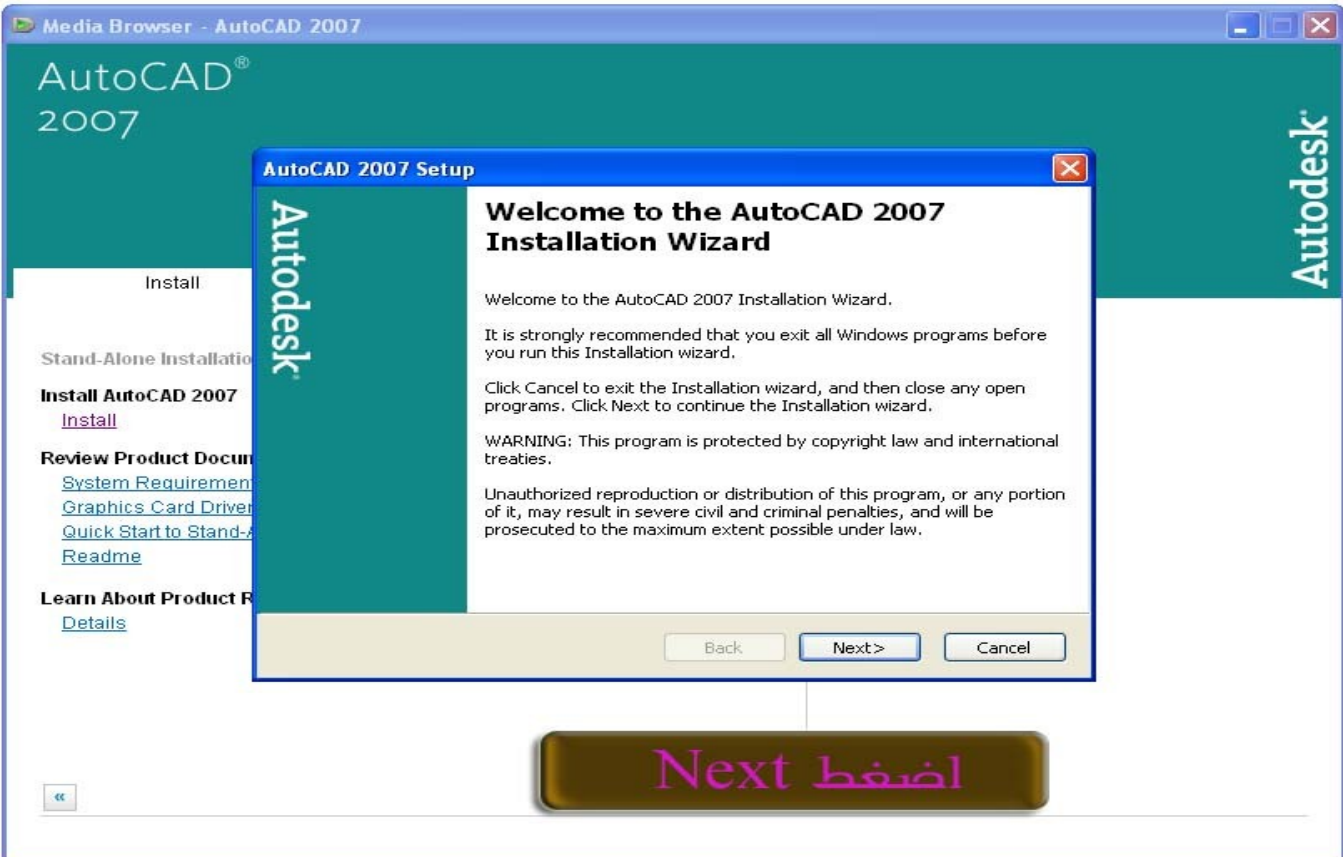 Media Browser - AutoCAD 2007
AutoCAD®
2007
Autodesk
Install
Stand-Alone Installatio
Install AutoCAD 2007
Install
Review Product Docun
System Requiremen
Graphics Card Driver
Quick Start to Stand-A
Readme
Learn About Product R
Details
«
AutoCAD 2007 Setup
Autodesk
Welcome to the AutoCAD 2007
Installation Wizard
Welcome to the AutoCAD 2007 Installation Wizard.
It is strongly recommended that you exit all Windows programs before
you run this Installation wizard.
Click Cancel to exit the Installation wizard, and then close any open
programs. Click Next to continue the Installation wizard.
WARNING: This program is protected by copyright law and international
treaties.
Unauthorized reproduction or distribution of this program, or any portion
of it, may result in severe civil and criminal penalties, and will be
prosecuted to the maximum extent possible under law.
Back
Next>
Cancel
اضغط Next